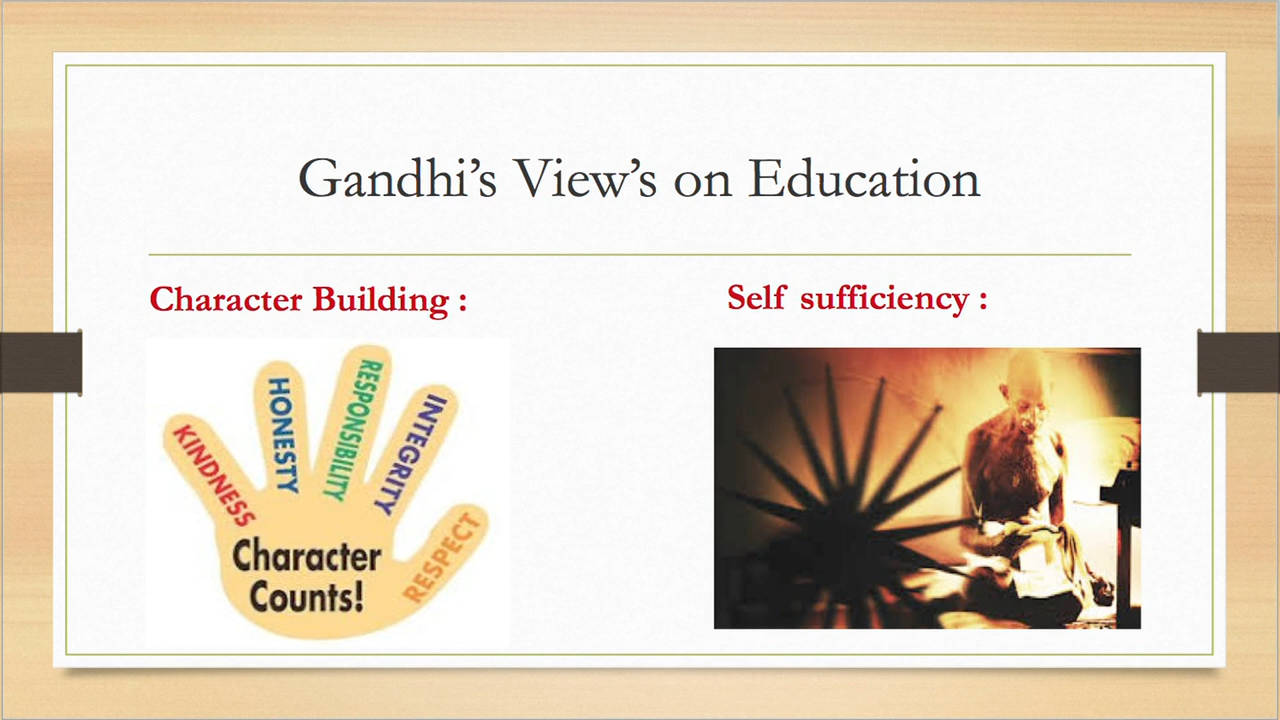 Gandhi’s View’s on Education
Character Building :
Self sufficiency :
KINDNESS
HONESTY
RESPONSIBILITY
INTEGRITY
RESPECT
Character
Counts!